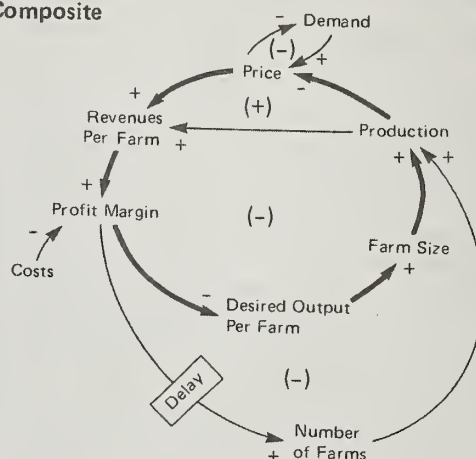 Composite
- Demand
(-) +
Price
-
+
(+)
Revenues
Per Farm +
Production
+ +
+
Profit Margin
(-)
-
Costs
Farm Size
+
- Desired Output
Per Farm
Delay
(-)
Number
+ of Farms